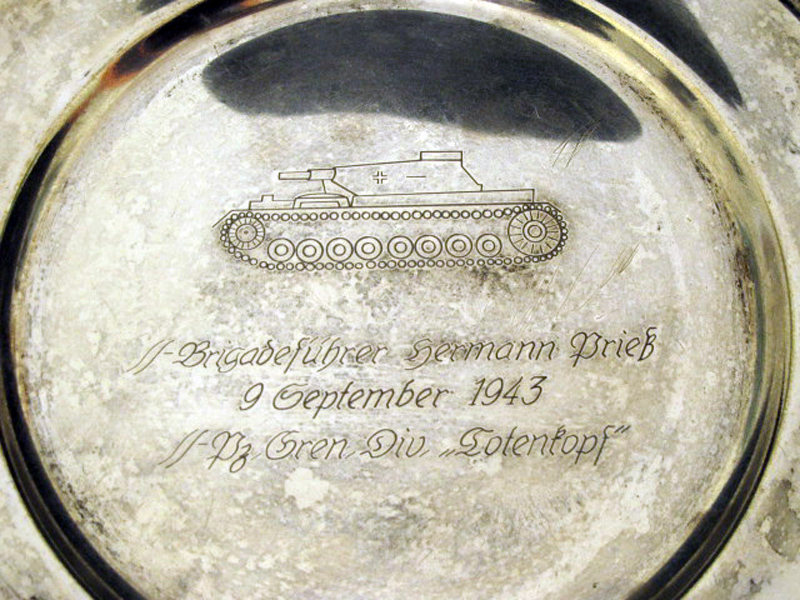 SS-Brigadeführer Hermann Prieß
9 September 1943
SS-Pz. Gren. Div. „Totenkopf“